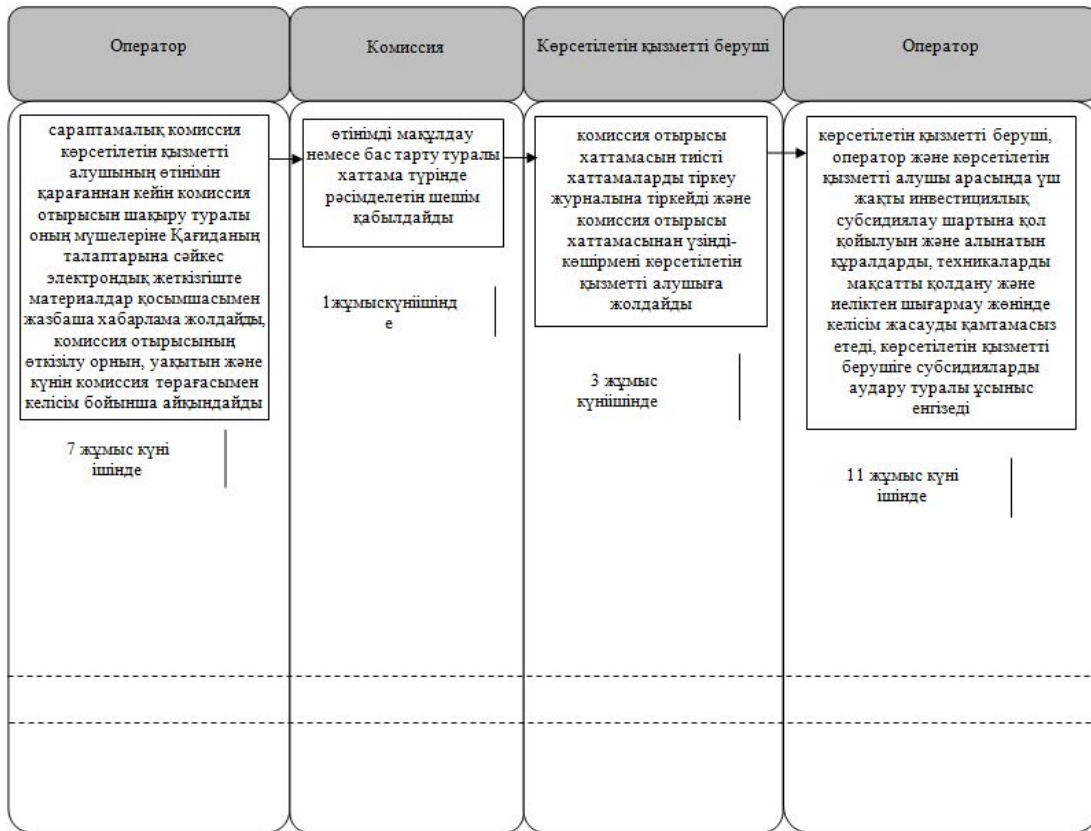 Оператор
Комиссия
Көрсетілетін қызметті беруші
Оператор
сараптамалық комиссия
көрсетілетін қызметті
алушының өтінімін
қарағаннан кейін комиссия
отырысын шақыру туралы
оның мүшелеріне Қағиданың
талаптарына сәйкес
электрондық жеткізгіште
материалдар қосымшасымен
жазбаша хабарлама жолдайды,
комиссия отырысының
өткізілу орнын, уақытын және
күнін комиссия төрағасымен
келісім бойынша айқындайды
7 жұмыс күні
ішінде
өтінімді мақұлдау
немесе бас тарту туралы
хаттама түрінде
рәсімделетін шешім
қабылдайды
1жұмыскүніішінд
е
комиссия отырысы
хаттамасын тиісті
хаттамаларды тіркеу
журналына тіркейді және
комиссия отырысы
хаттамасынан үзінді-
көшірмені көрсетілетін
қызметті алушыға
жолдайды
3 жұмыс
күніішінде
көрсетілетін қызметті беруші,
оператор және көрсетілетін
қызметті алушы арасында үш
жақты инвестициялық
субсидиялау шартына қол
қойылуын және алынатын
құралдарды, техникаларды
мақсатты қолдану және
иеліктен шығармау жөнінде
келісім жасауды қамтамасыз
етеді, көрсетілетін қызметті
берушіге субсидияларды
аудару туралы ұсыныс
енгізеді
11 жұмыс күні
ішінде